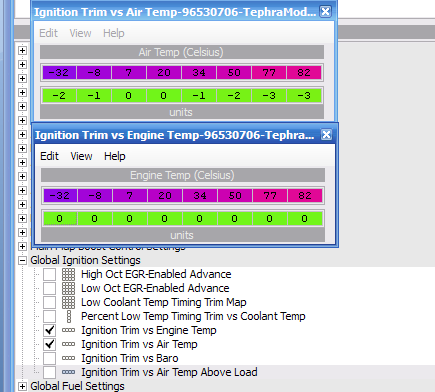 Ignition Trim vs Air Temp-96530706-TephraMod...
Edit View Help
Air Temp (Celsius)
-32 -8 7 20 34 50 77 82
-2 -1 0 0 -1 -2 -3 -3
units
Ignition Trim vs Engine Temp-96530706-Tephra...
Edit View Help
Engine Temp (Celsius)
-32 -8 7 20 34 50 77 82
0 0 0 0 0 0 0 0
units
Main Map Boost Control Settings
Global Ignition Settings
High Oct EGR-Enabled Advance
Low Oct EGR-Enabled Advance
Low Coolant Temp Timing Trim Map
Percent Low Temp Timing Trim vs Coolant Temp
Ignition Trim vs Engine Temp
Ignition Trim vs Air Temp
Ignition Trim vs Baro
Ignition Trim vs Air Temp Above Load
Global Fuel Settings